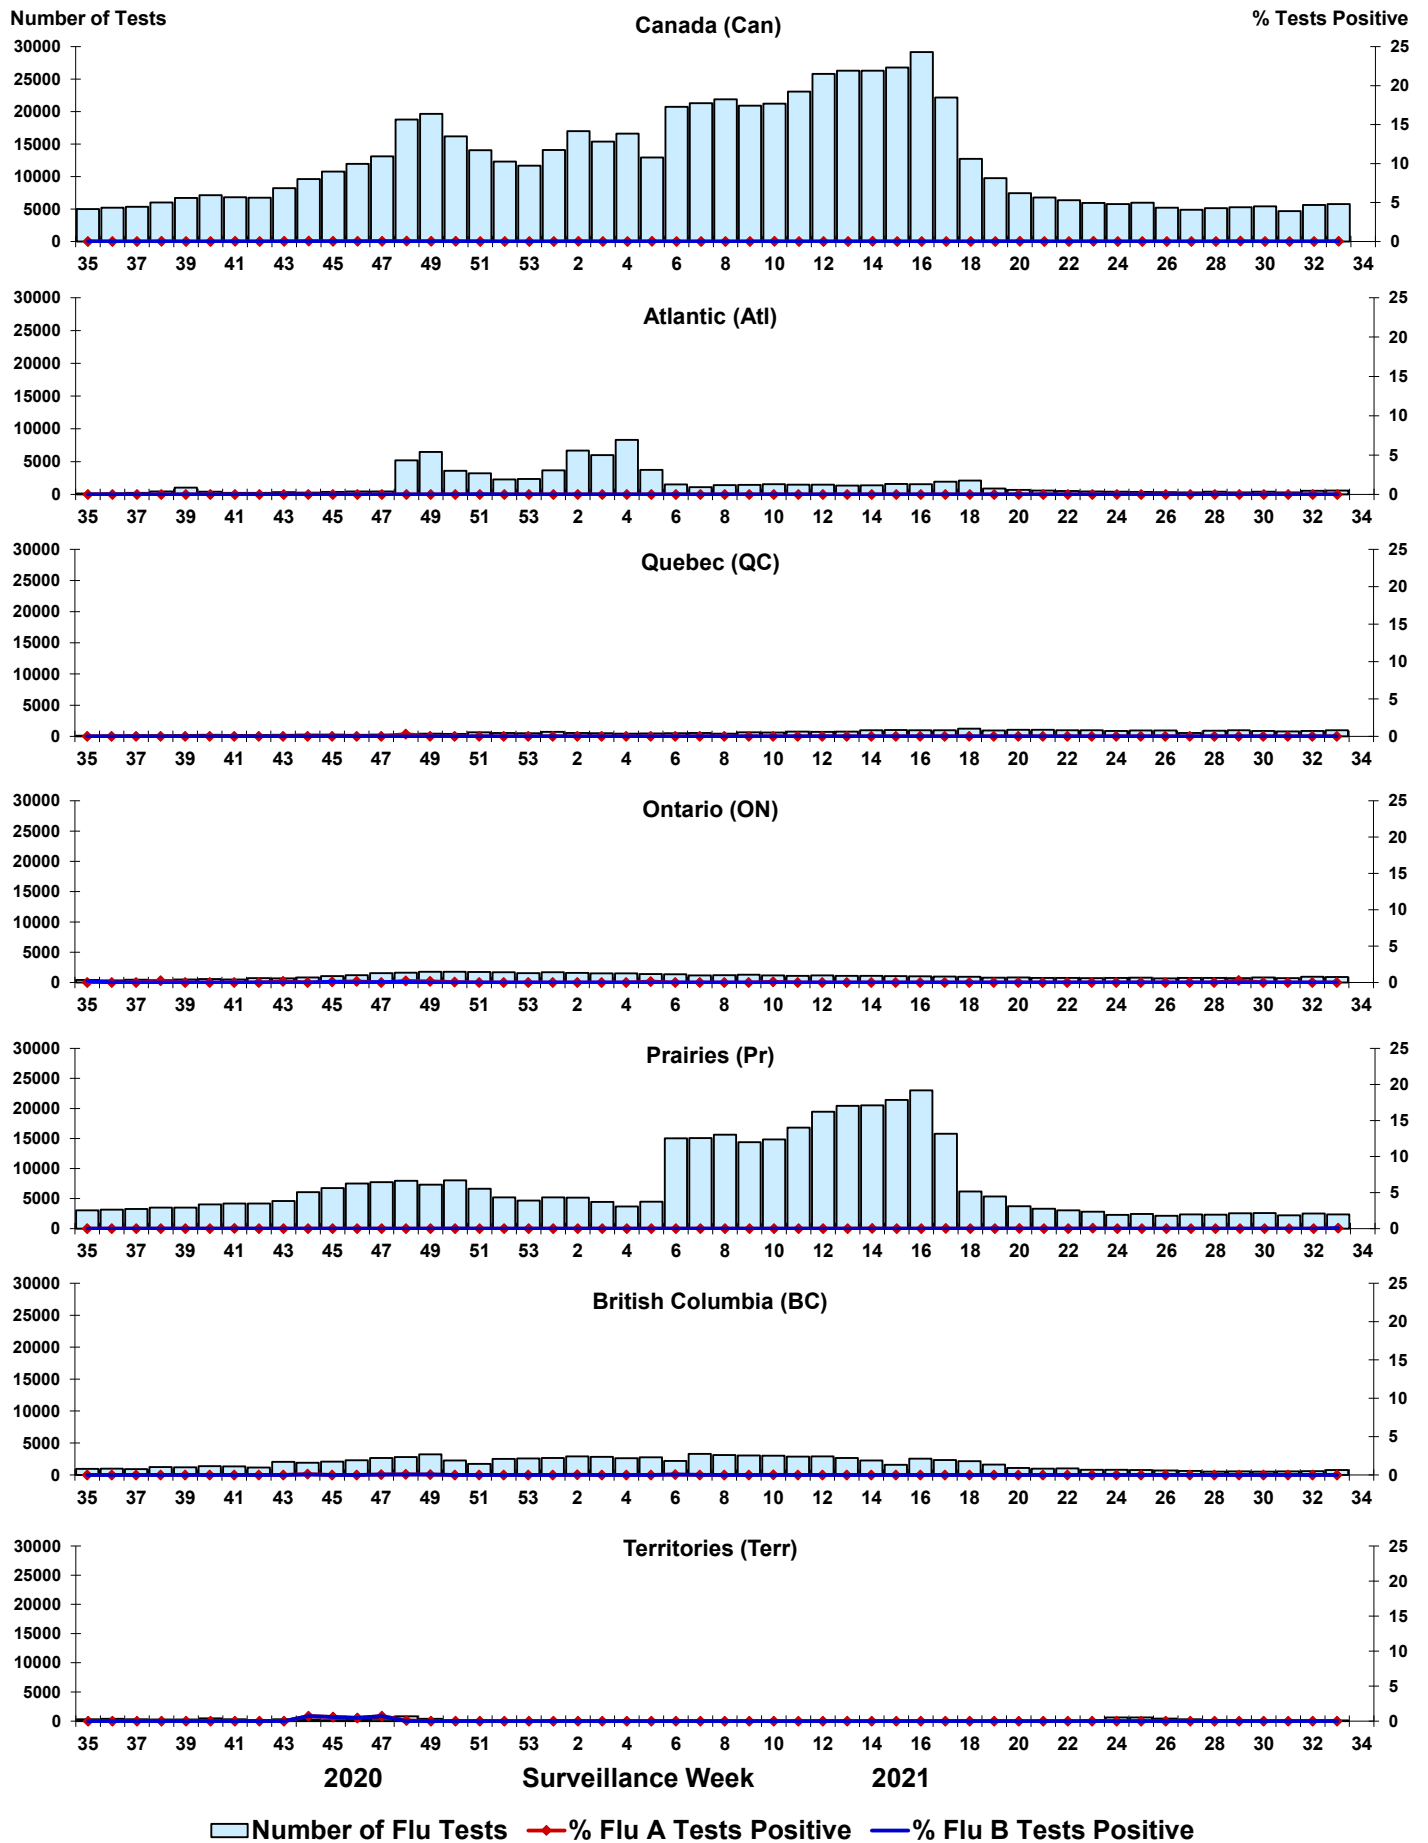 Number of Tests
Canada (Can)
% Tests Positive
30000 25000 20000 15000 10000 5000 0
25 20 15 10 5 0
35 37 39 41 43 45 47 49 51 53 2 4 6 8 10 12 14 16 18 20 22 24 26 28 30 32 34
Atlantic (Atl)
30000 25000 20000 15000 10000 5000 0
25 20 15 10 5 0
35 37 39 41 43 45 47 49 51 53 2 4 6 8 10 12 14 16 18 20 22 24 26 28 30 32 34
Quebec (QC)
30000 25000 20000 15000 10000 5000 0
25 20 15 10 5 0
35 37 39 41 43 45 47 49 51 53 2 4 6 8 10 12 14 16 18 20 22 24 26 28 30 32 34
Ontario (ON)
30000 25000 20000 15000 10000 5000 0
25 20 15 10 5 0
35 37 39 41 43 45 47 49 51 53 2 4 6 8 10 12 14 16 18 20 22 24 26 28 30 32 34
Prairies (Pr)
30000 25000 20000 15000 10000 5000 0
25 20 15 10 5 0
35 37 39 41 43 45 47 49 51 53 2 4 6 8 10 12 14 16 18 20 22 24 26 28 30 32 34
British Columbia (BC)
30000 25000 20000 15000 10000 5000 0
25 20 15 10 5 0
35 37 39 41 43 45 47 49 51 53 2 4 6 8 10 12 14 16 18 20 22 24 26 28 30 32 34
Territories (Terr)
30000 25000 20000 15000 10000 5000 0
25 20 15 10 5 0
35 37 39 41 43 45 47 49 51 53 2 4 6 8 10 12 14 16 18 20 22 24 26 28 30 32 34
2020 Surveillance Week 2021
Number of Flu Tests % Flu A Tests Positive % Flu B Tests Positive